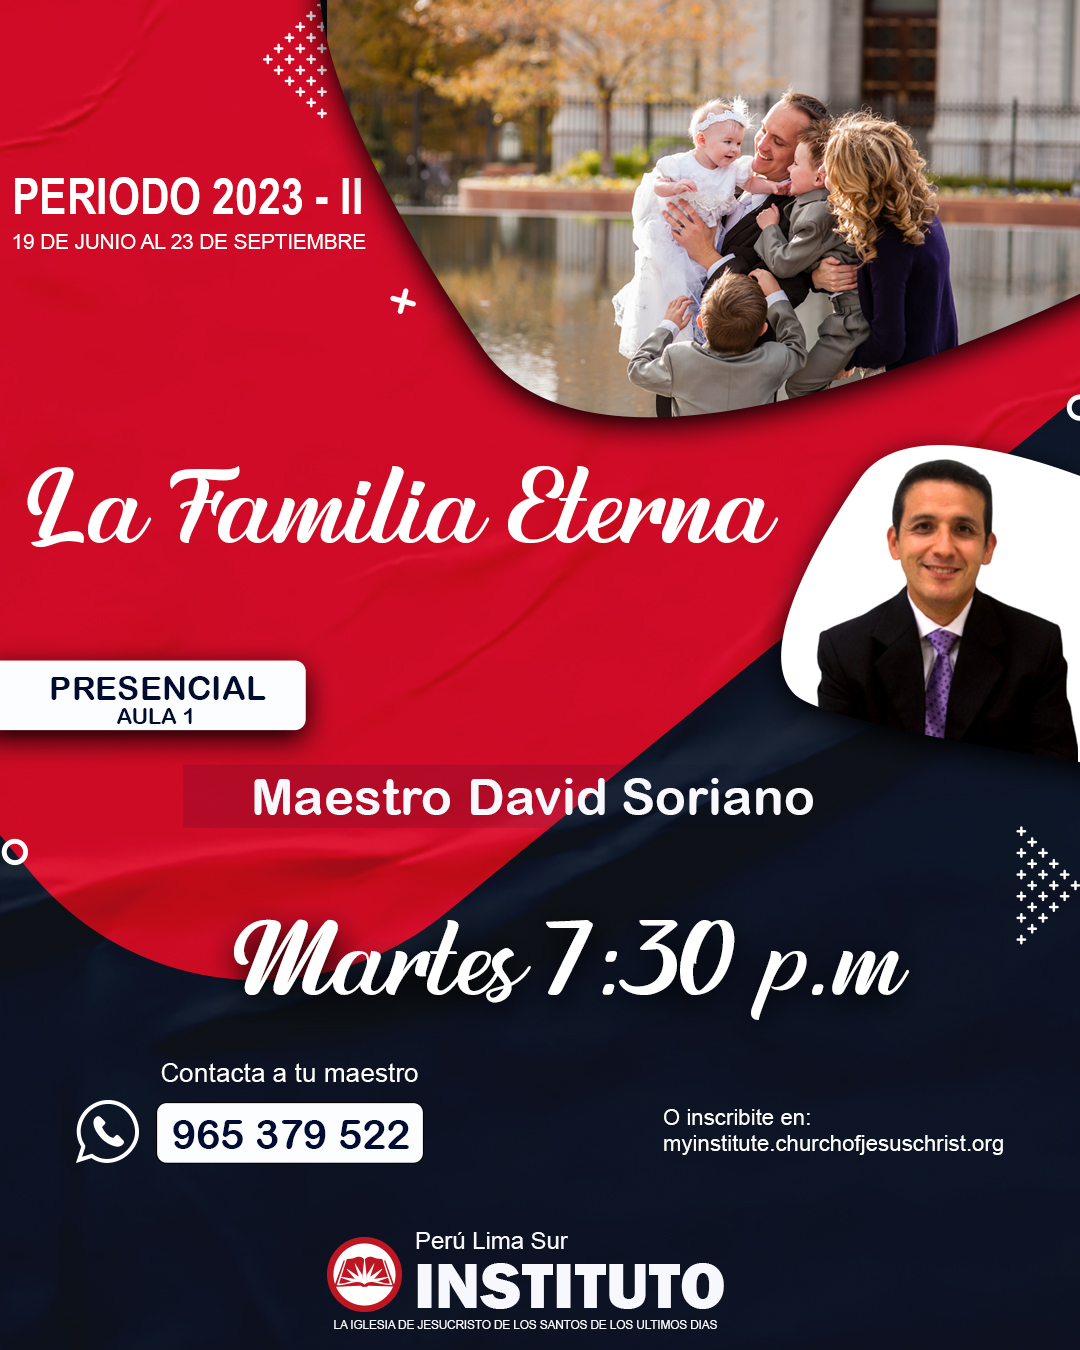 PERIODO 2023 - II
19 DE JUNIO AL 23 DE SEPTIEMBRE
La Familia Eterna
PRESENCIAL
AULA 1
Maestro David Soriano
Martes 7:30 p.m
Contacta a tu maestro
965 379 522
O inscribite en:
myinstitute.churchofjesuschrist.org
Perú Lima Sur
INSTITUTO
LA IGLESIA DE JESUCRISTO DE LOS SANTOS DE LOS ULTIMOS DIAS